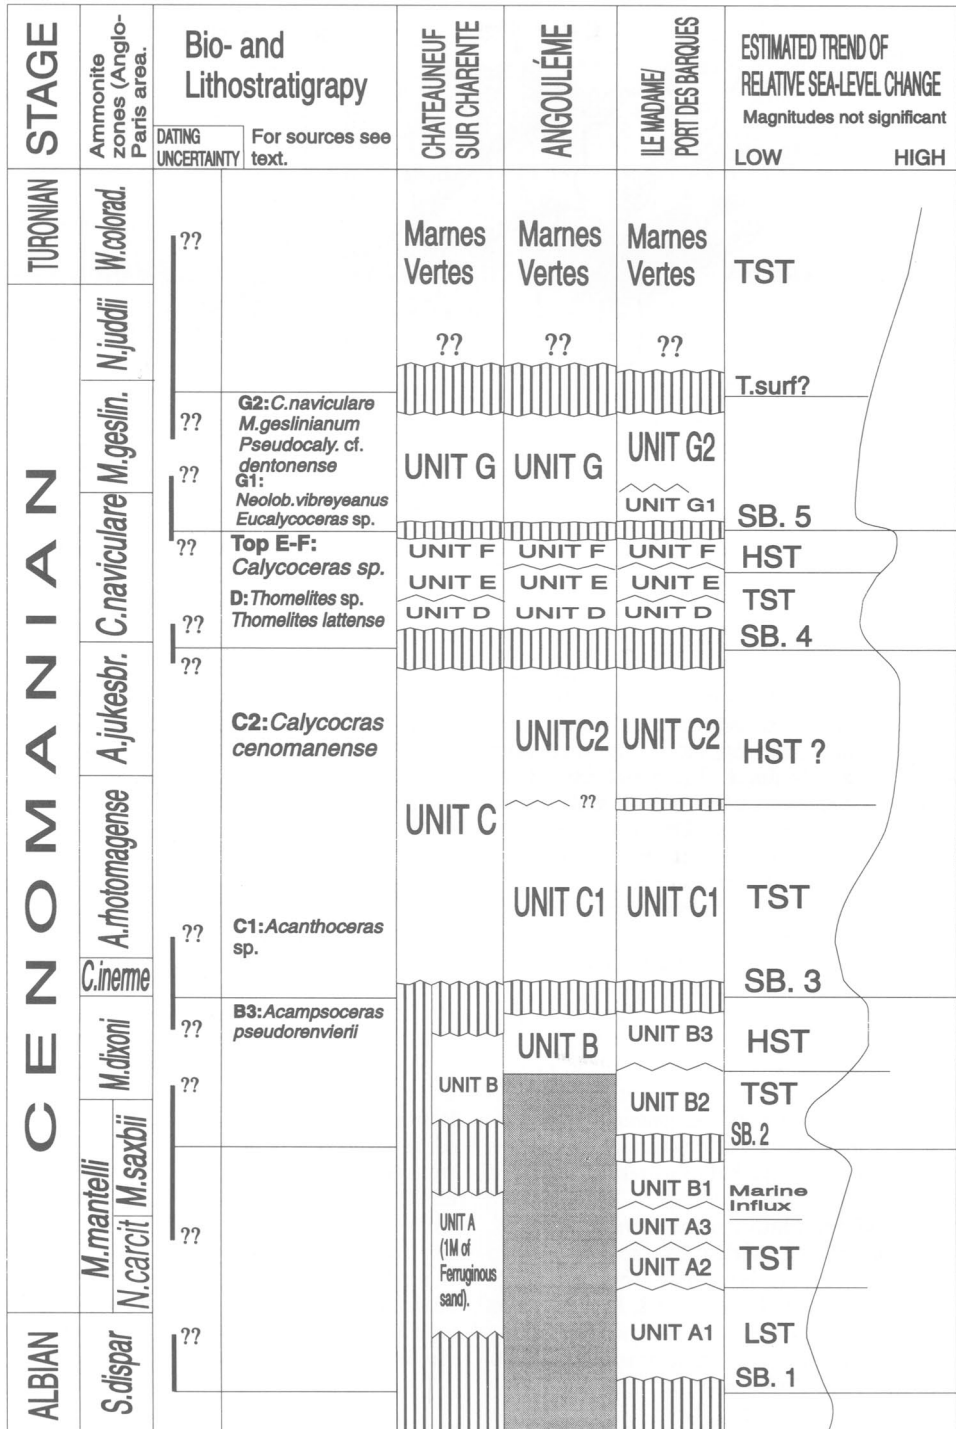 STAGE
Ammonite
zones (Anglo-
Paris area.
Bio- and
Lithostratigrapy
DATING
UNCERTAINTY
For sources see
text.
CHATEAUNEUF
SUR CHARENTE
ANGOULÉME
ILE MADAME/
PORT DES BARQUES
ESTIMATED TREND OF
RELATIVE SEA-LEVEL CHANGE
Magnitudes not significant
LOW HIGH
TURONIAN
CENOMANIAN
ALBIAN
W.colorad.
N.juddii
M.geslin.
C.naviculare
A.jukesbr.
A.rhotomagense
C.inerme
M.dixoni
M.mantelli
M.saxbii
N.carcit
S.dispar
??
??
??
??
??
??
??
??
??
??
??
G2:C.naviculare
M.geslinianum
Pseudocaly. cf.
dentonense
G1:
Neolob.vibreyeanus
Eucalycoceras sp.
Top E-F:
Calycoceras sp.
D:Thomelites sp.
Thomelites lattense
C2:Calycocras
cenomanense
C1:Acanthoceras
sp.
B3:Acampsoceras
pseudorenvierii
Marnes
Vertes
??
UNIT G
UNIT F
UNIT E
UNIT D
UNIT C
UNIT B
UNIT A
(1M of
Ferruginous
sand).
Marnes
Vertes
??
UNIT G
UNIT F
UNIT E
UNIT D
UNITC2
??
UNIT C1
UNIT B
Marnes
Vertes
??
UNIT G2
UNIT G1
UNIT F
UNIT E
UNIT D
UNIT C2
UNIT C1
UNIT B3
UNIT B2
UNIT B1
UNIT A3
UNIT A2
UNIT A1
TST
T.surf?
SB. 5
HST
TST
SB. 4
HST ?
TST
SB. 3
HST
TST
SB. 2
Marine
Influx
TST
LST
SB. 1